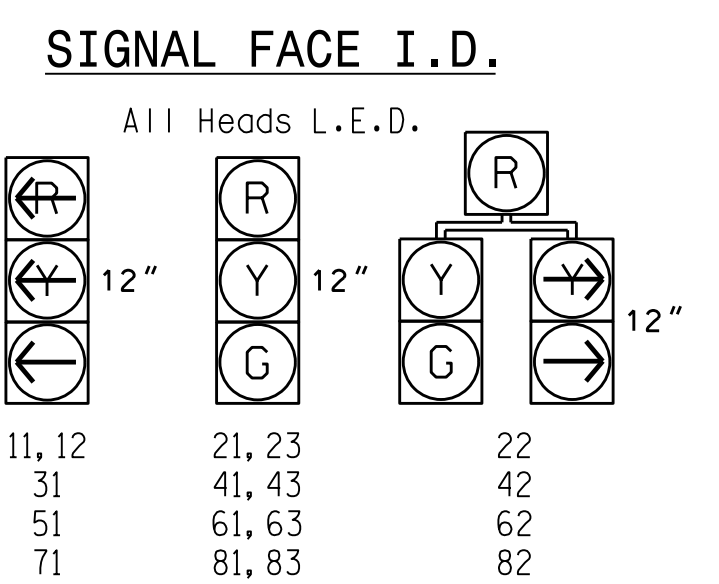 SIGNAL FACE I.D.
All Heads L.E.D.
R
R
R
Y
12"
Y
12"
Y
Y
G
G
12"
11, 12
21, 23
22
31
41, 43
42
51
61, 63
62
71
81, 83
82